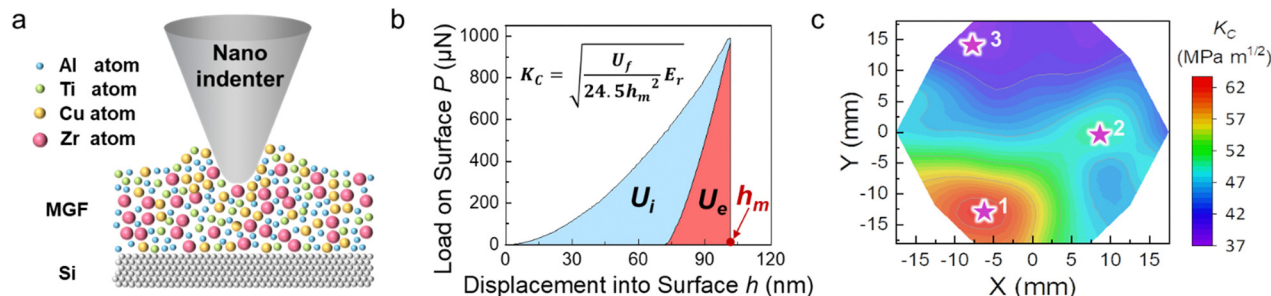 a
Nano
indenter
Al atom
Ti atom
Cu atom
Zr atom
MGF
Si
b
Load on Surface P (μN)
1000
800
600
400
200
0
K_C = √(U_f / 24.5h_m²) E_r
U_i
U_e
h_m
0 30 60 90 120
Displacement into Surface h (nm)
c
K_C
(MPa m^1/2)
Y (mm)
15
10
5
0
-5
-10
-15
3
2
1
-15 -10 -5 0 5 10 15
X (mm)
62
57
52
47
42
37